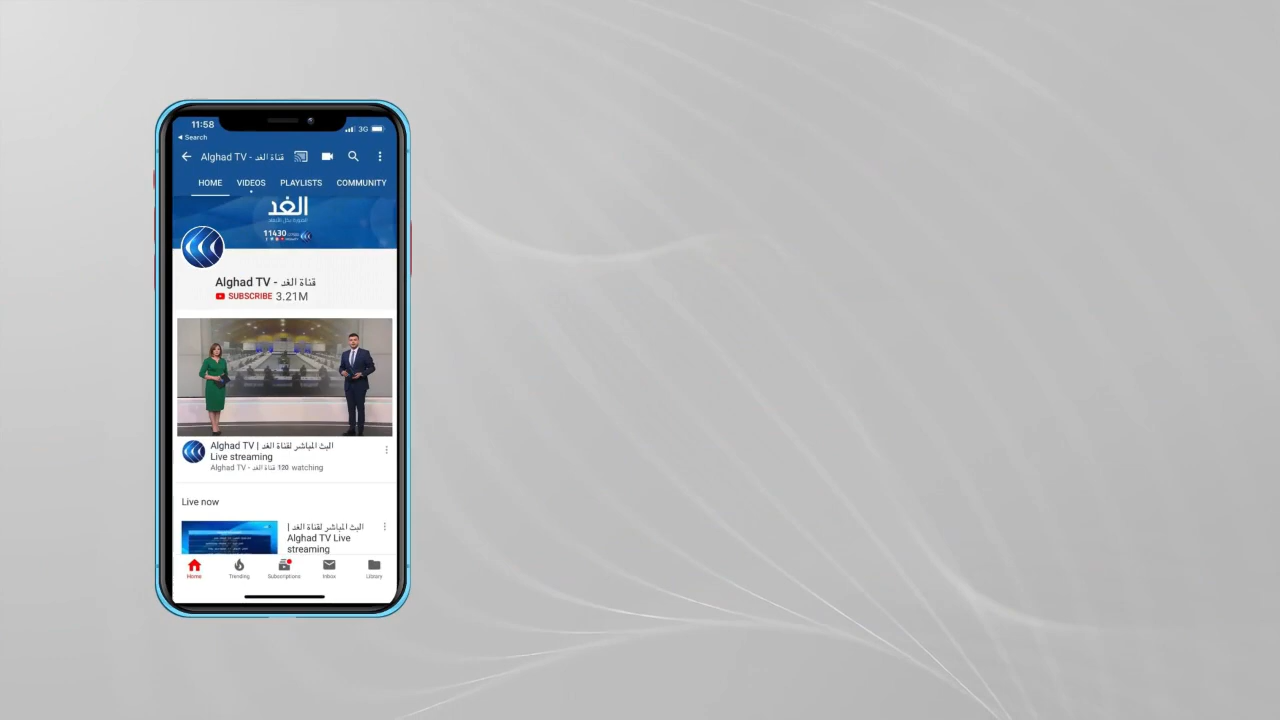 11:58
3G
Search
Alghad TV - قناة الغد
HOME VIDEOS PLAYLISTS COMMUNITY
الغد
11430
Alghad TV - قناة الغد
SUBSCRIBE 3.21M
Alghad TV | البث المباشر لقناة الغد
Live streaming
Alghad TV - قناة الغد 120 watching
Live now
البث المباشر لقناة الغد |
Alghad TV Live
streaming
Home Trending Subscriptions Inbox Library